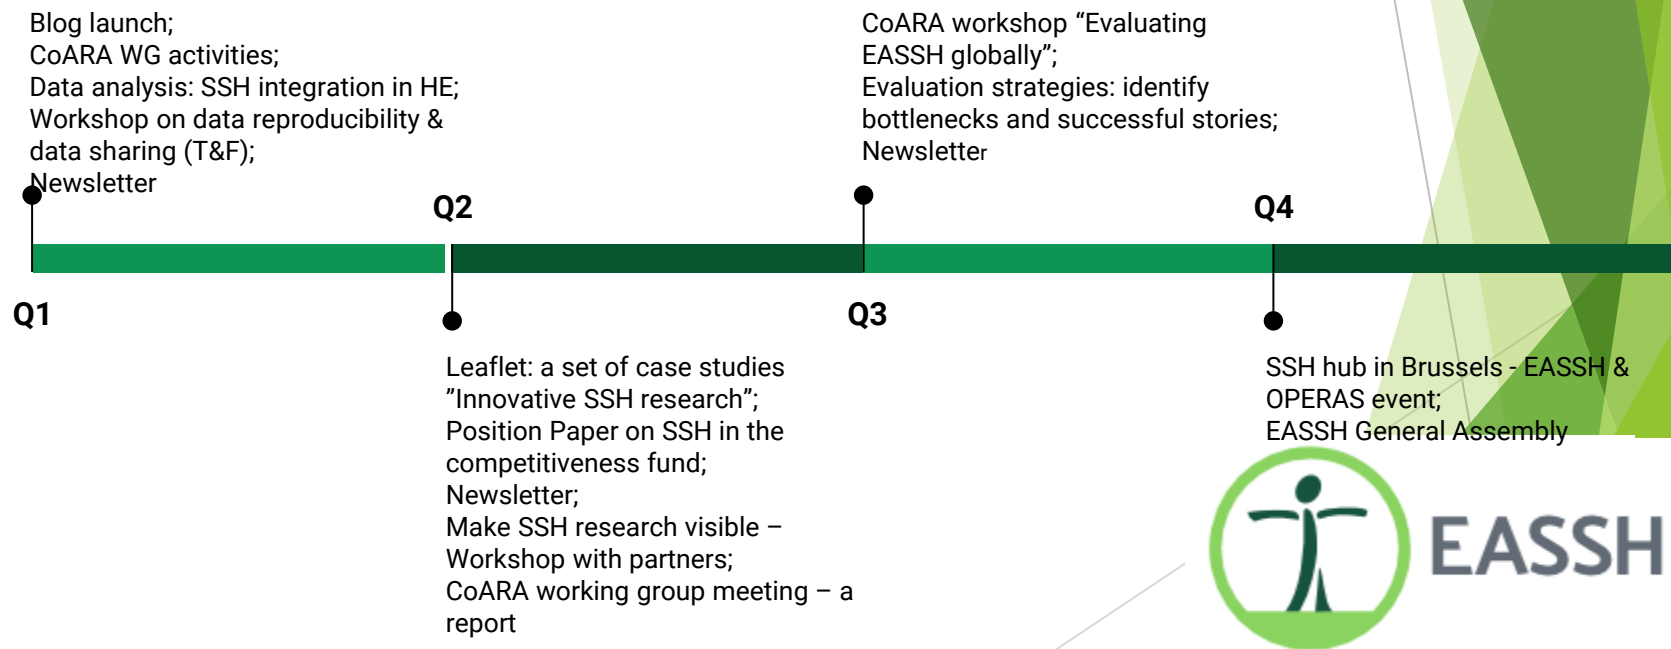 Blog launch;
CoARA WG activities;
Data analysis: SSH integration in HE;
Workshop on data reproducibility &
data sharing (T&F);
Newsletter
CoARA workshop “Evaluating
EASSH globally”;
Evaluation strategies: identify
bottlenecks and successful stories;
Newsletter
Q2
Q4
Q1
Q3
Leaflet: a set of case studies
”Innovative SSH research”;
Position Paper on SSH in the
competitiveness fund;
Newsletter;
Make SSH research visible –
Workshop with partners;
CoARA working group meeting – a
report
SSH hub in Brussels - EASSH &
OPERAS event;
EASSH General Assembly
EASSH